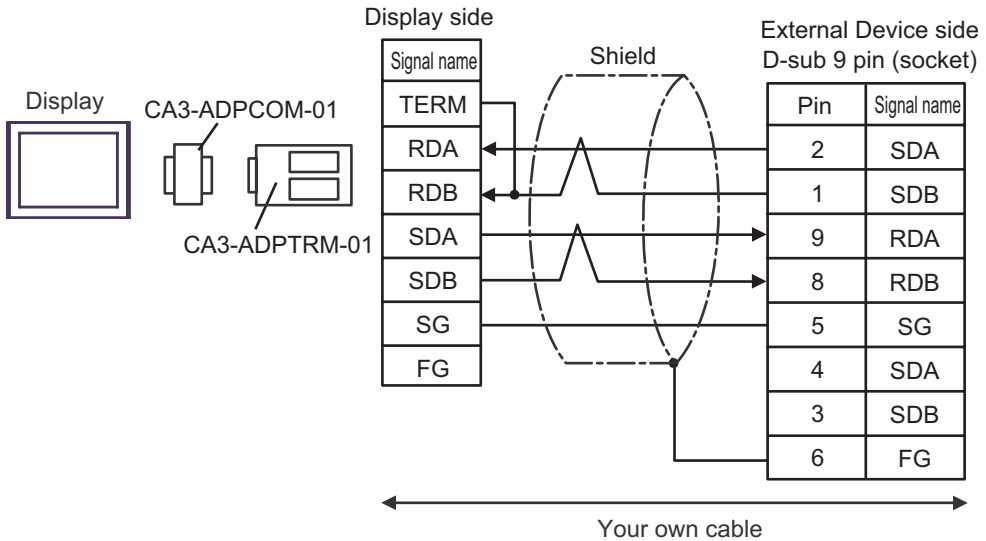 Display side
External Device side
D-sub 9 pin (socket)
Shield
Display
CA3-ADPCOM-01
CA3-ADPTRM-01
Signal name
TERM
RDA
RDB
SDA
SDB
SG
FG
Pin Signal name
2 SDA
1 SDB
9 RDA
8 RDB
5 SG
4 SDA
3 SDB
6 FG
Your own cable